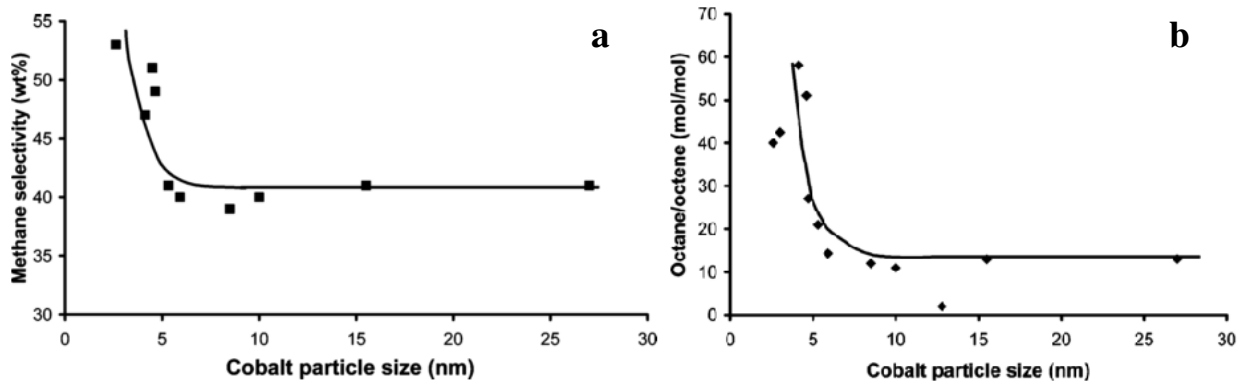 a
Methane selectivity (wt%)
55
50
45
40
35
30
0 5 10 15 20 25 30
Cobalt particle size (nm)
b
Octane/octene (mol/mol)
70
60
50
40
30
20
10
0
0 5 10 15 20 25 30
Cobalt particle size (nm)